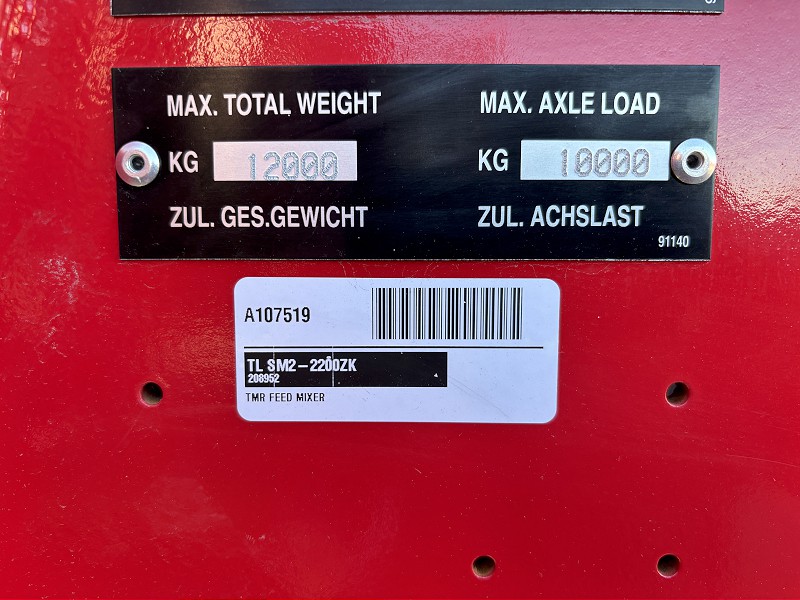 MAX. TOTAL WEIGHT
KG 12000
ZUL. GES.GEWICHT
MAX. AXLE LOAD
KG 10000
ZUL. ACHSLAST
91140
A107519
TL SM2-2200ZK
208952
TMR FEED MIXER